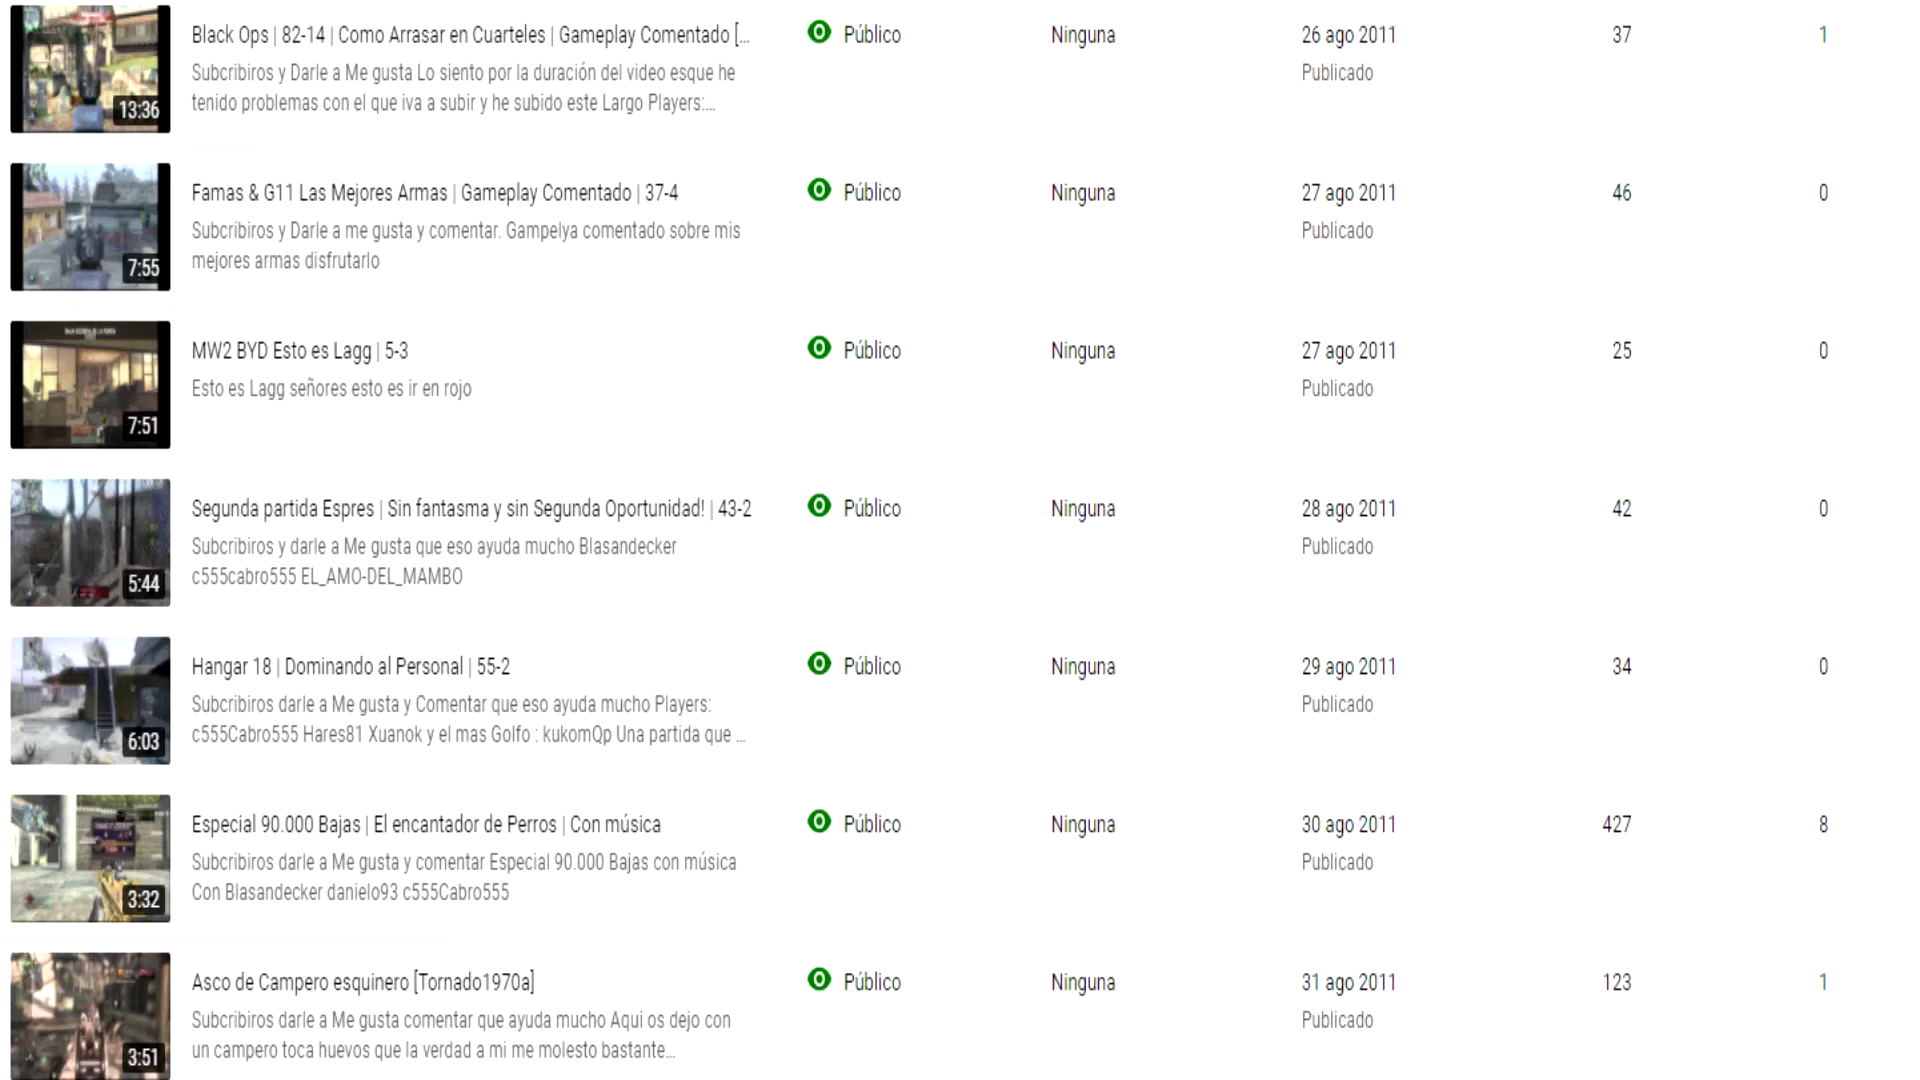 Black Ops | 82-14 | Como Arrasar en Cuarteles | Gameplay Comentado [... Público Ninguna 26 ago 2011 37 1
Subcribiros y Darle a Me gusta Lo siento por la duración del video esque he Publicado
tenido problemas con el que iva a subir y he subido este Largo Players:...
13:36
Famas & G11 Las Mejores Armas | Gameplay Comentado | 37-4 Público Ninguna 27 ago 2011 46 0
Subcribiros y Darle a me gusta y comentar. Gampelya comentado sobre mis Publicado
mejores armas disfrutarlo
7:55
MW2 BYD Esto es Lagg | 5-3 Público Ninguna 27 ago 2011 25 0
Esto es Lagg señores esto es ir en rojo Publicado
7:51
Segunda partida Espres | Sin fantasma y sin Segunda Oportunidad! | 43-2 Público Ninguna 28 ago 2011 42 0
Subcribiros y darle a Me gusta que eso ayuda mucho Blasandecker Publicado
c555cabro555 EL_AMO-DEL_MAMBO
5:44
Hangar 18 | Dominando al Personal | 55-2 Público Ninguna 29 ago 2011 34 0
Subcribiros darle a Me gusta y Comentar que eso ayuda mucho Players: Publicado
c555Cabro555 Hares81 Xuanok y el mas Golfo : kukomQp Una partida que ...
6:03
Especial 90.000 Bajas | El encantador de Perros | Con música Público Ninguna 30 ago 2011 427 8
Subcribiros darle a Me gusta y comentar Especial 90.000 Bajas con música Publicado
Con Blasandecker danielo93 c555Cabro555
3:32
Asco de Campero esquinero [Tornado1970a] Público Ninguna 31 ago 2011 123 1
Subcribiros darle a Me gusta comentar que ayuda mucho Aqui os dejo con Publicado
un campero toca huevos que la verdad a mi me molesto bastante...
3:51